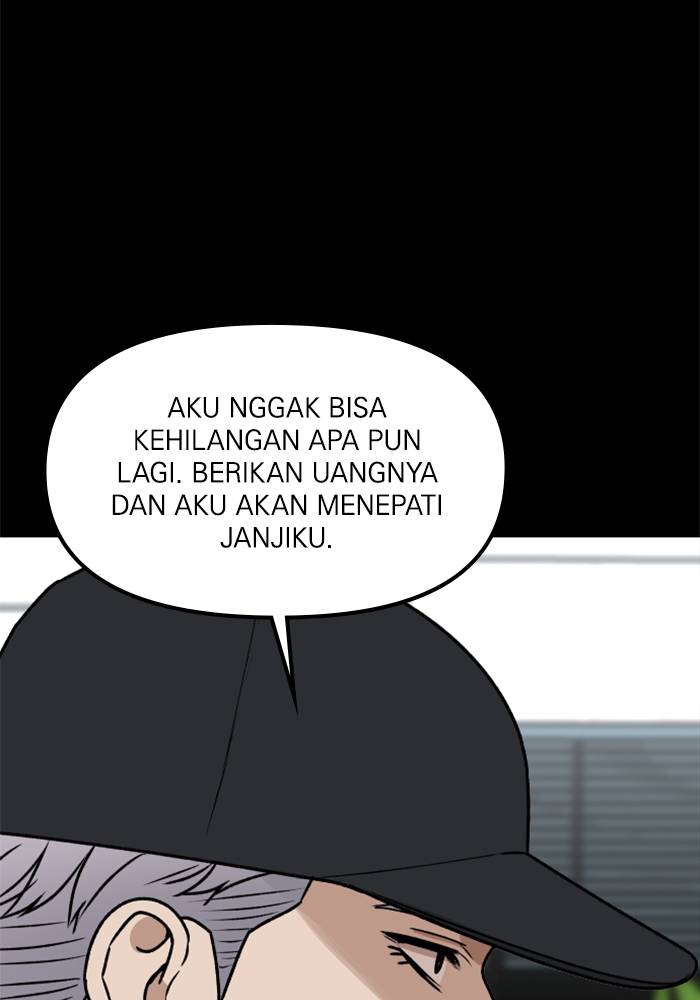 AKU NGGAK BISA
KEHILANGAN APA PUN
LAGI. BERIKAN UANGNYA
DAN AKU AKAN MENEPATI
JANJIKU.